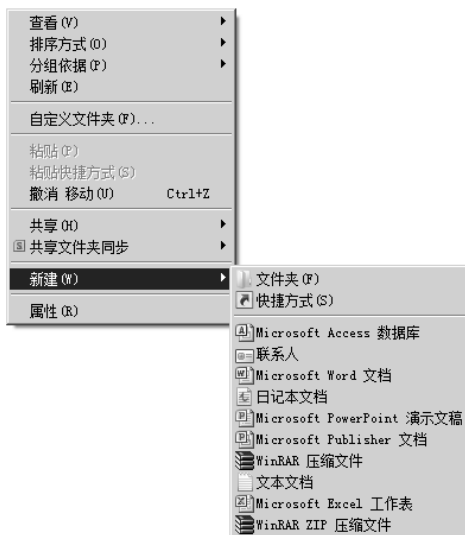 查看(V)
排序方式(O)
分组依据(P)
刷新(E)
自定义文件夹(F)...
粘贴(P)
粘贴快捷方式(S)
撤消 移动(U) Ctrl+Z
共享(H)
共享文件夹同步
新建(W)
属性(R)
文件夹(F)
快捷方式(S)
Microsoft Access 数据库
联系人
Microsoft Word 文档
日记本文档
Microsoft PowerPoint 演示文稿
Microsoft Publisher 文档
WinRAR 压缩文件
文本文档
Microsoft Excel 工作表
WinRAR ZIP 压缩文件